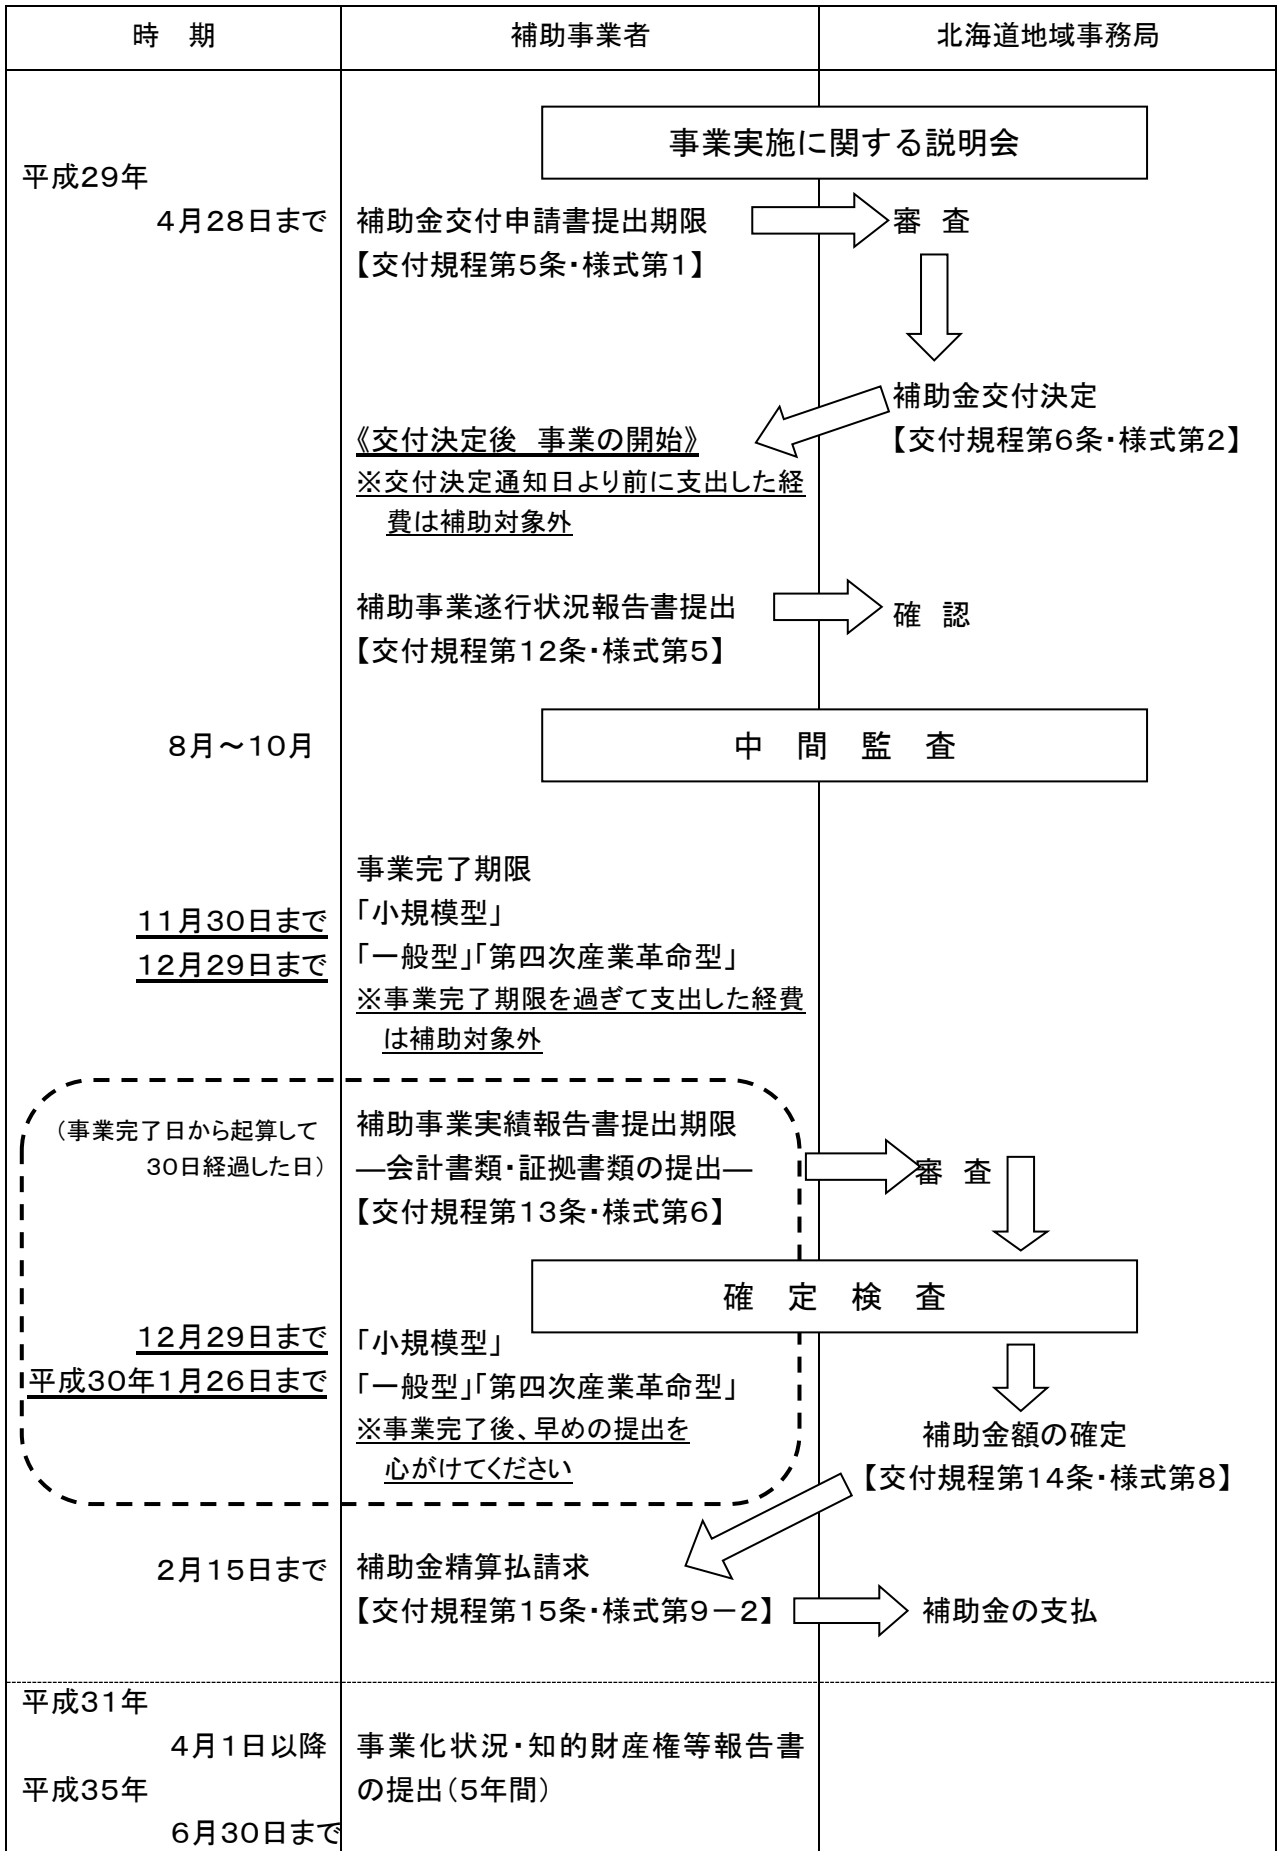 時　期
補助事業者
北海道地域事務局
事業実施に関する説明会
平成29年
4月28日まで
補助金交付申請書提出期限
審　査
【交付規程第5条・様式第1】
補助金交付決定
【交付規程第6条・様式第2】
《交付決定後　事業の開始》
※交付決定通知日より前に支出した経
費は補助対象外
補助事業遂行状況報告書提出
確　認
【交付規程第12条・様式第5】
8月～10月
中　間　監　査
事業完了期限
11月30日まで
「小規模型」
12月29日まで
「一般型」「第四次産業革命型」
※事業完了期限を過ぎて支出した経費
は補助対象外
（事業完了日から起算して
30日経過した日）
補助事業実績報告書提出期限
―会計書類・証拠書類の提出―
審　査
【交付規程第13条・様式第6】
確　定　検　査
12月29日まで
「小規模型」
平成30年1月26日まで
「一般型」「第四次産業革命型」
※事業完了後、早めの提出を
心がけてください
補助金額の確定
【交付規程第14条・様式第8】
2月15日まで
補助金精算払請求
【交付規程第15条・様式第9－2】
補助金の支払
平成31年
4月1日以降
事業化状況・知的財産権等報告書
平成35年
の提出（5年間）
6月30日まで